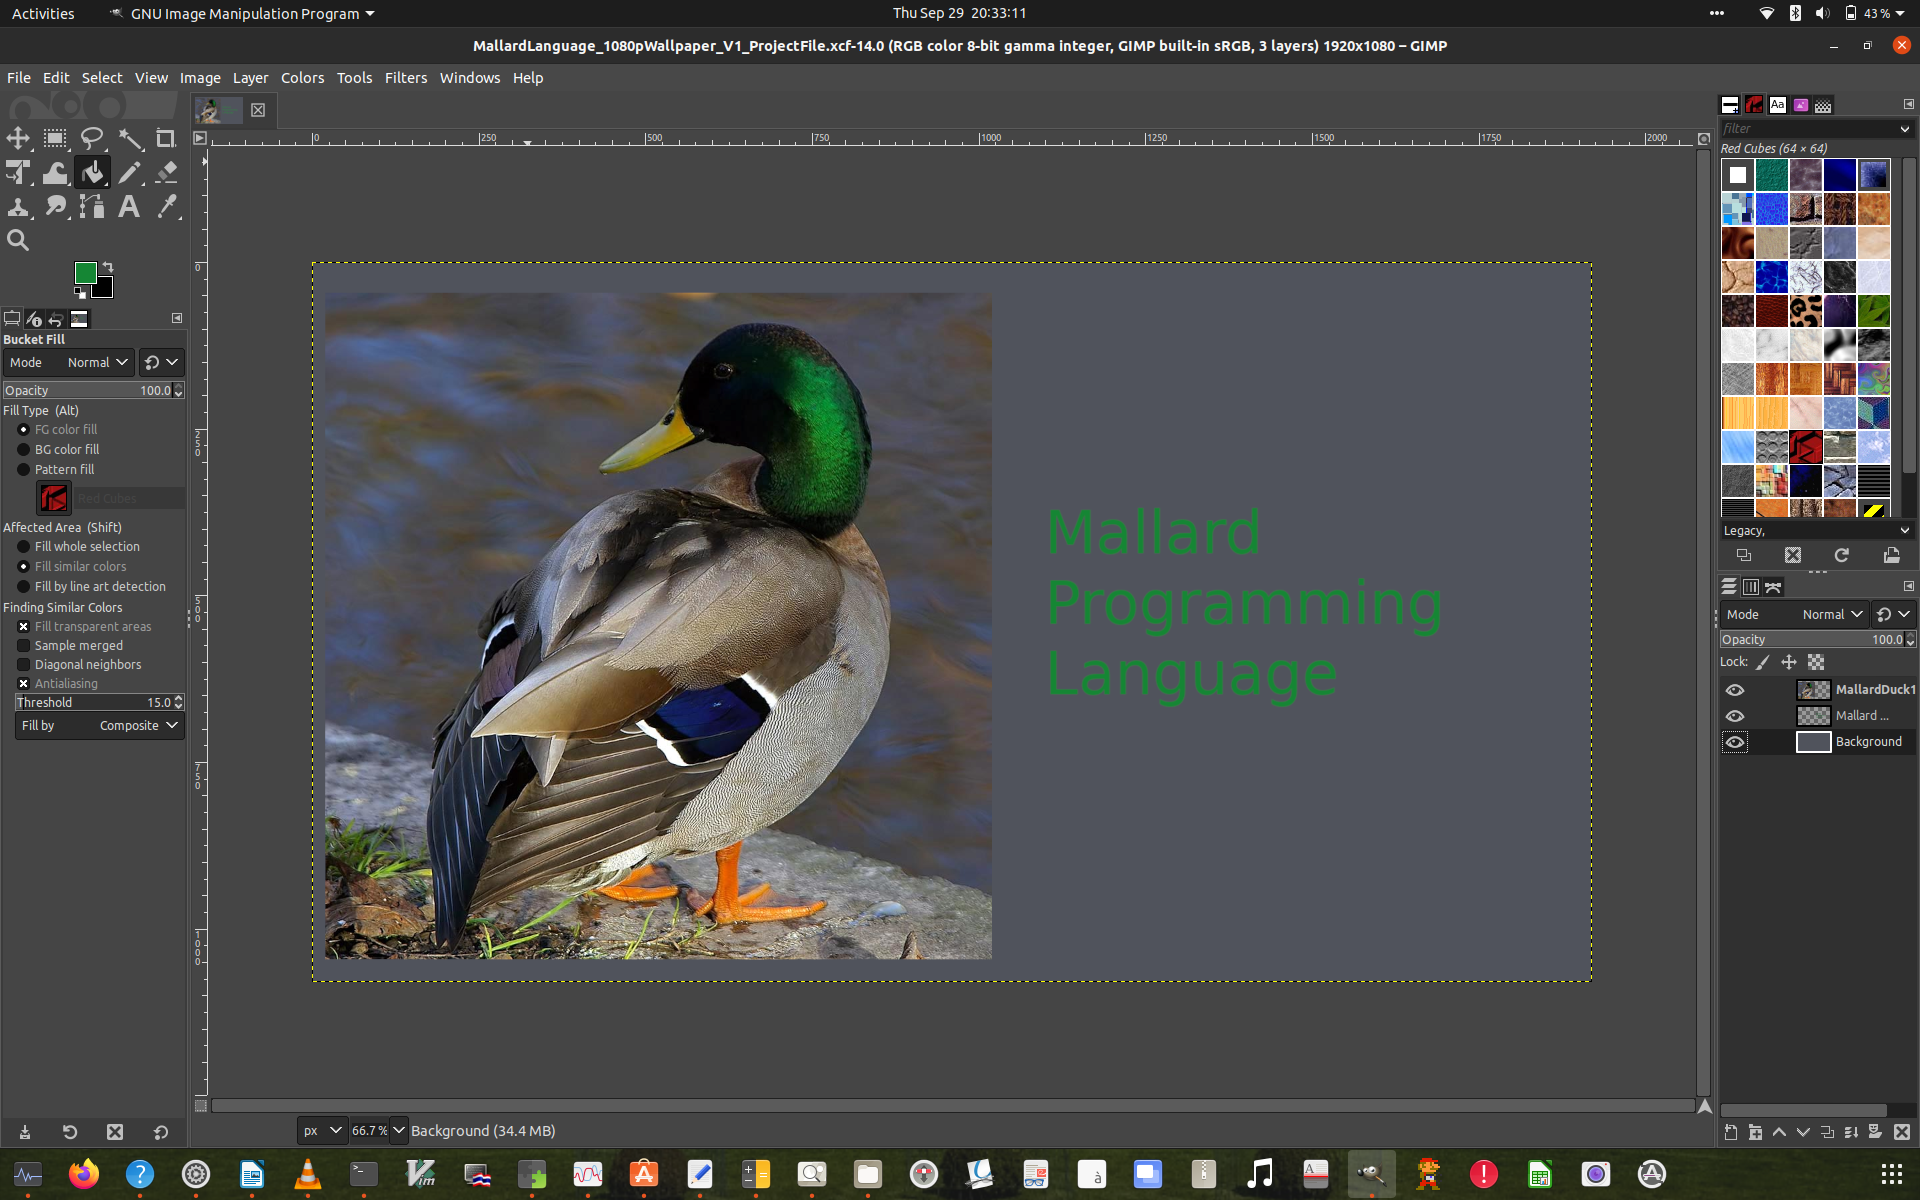 Activities
GNU Image Manipulation Program
Thu Sep 29 20:33:11
43 %
MallardLanguage_1080pWallpaper_V1_ProjectFile.xcf-14.0 (RGB color 8-bit gamma integer, GIMP built-in sRGB, 3 layers) 1920x1080 – GIMP
File Edit Select View Image Layer Colors Tools Filters Windows Help
0 250 500 750 1000 1250 1500 1750 2000
0
250
500
750
1000
Bucket Fill
Mode Normal
Opacity 100.0
Fill Type (Alt)
FG color fill
BG color fill
Pattern fill
Red Cubes
Affected Area (Shift)
Fill whole selection
Fill similar colors
Fill by line art detection
Finding Similar Colors
Fill transparent areas
Sample merged
Diagonal neighbors
Antialiasing
Threshold 15.0
Fill by Composite
Mallard
Programming
Language
px 66.7 % Background (34.4 MB)
Aa
filter
Red Cubes (64 × 64)
Legacy,
Mode Normal
Opacity 100.0
Lock:
MallardDuck1
Mallard ...
Background